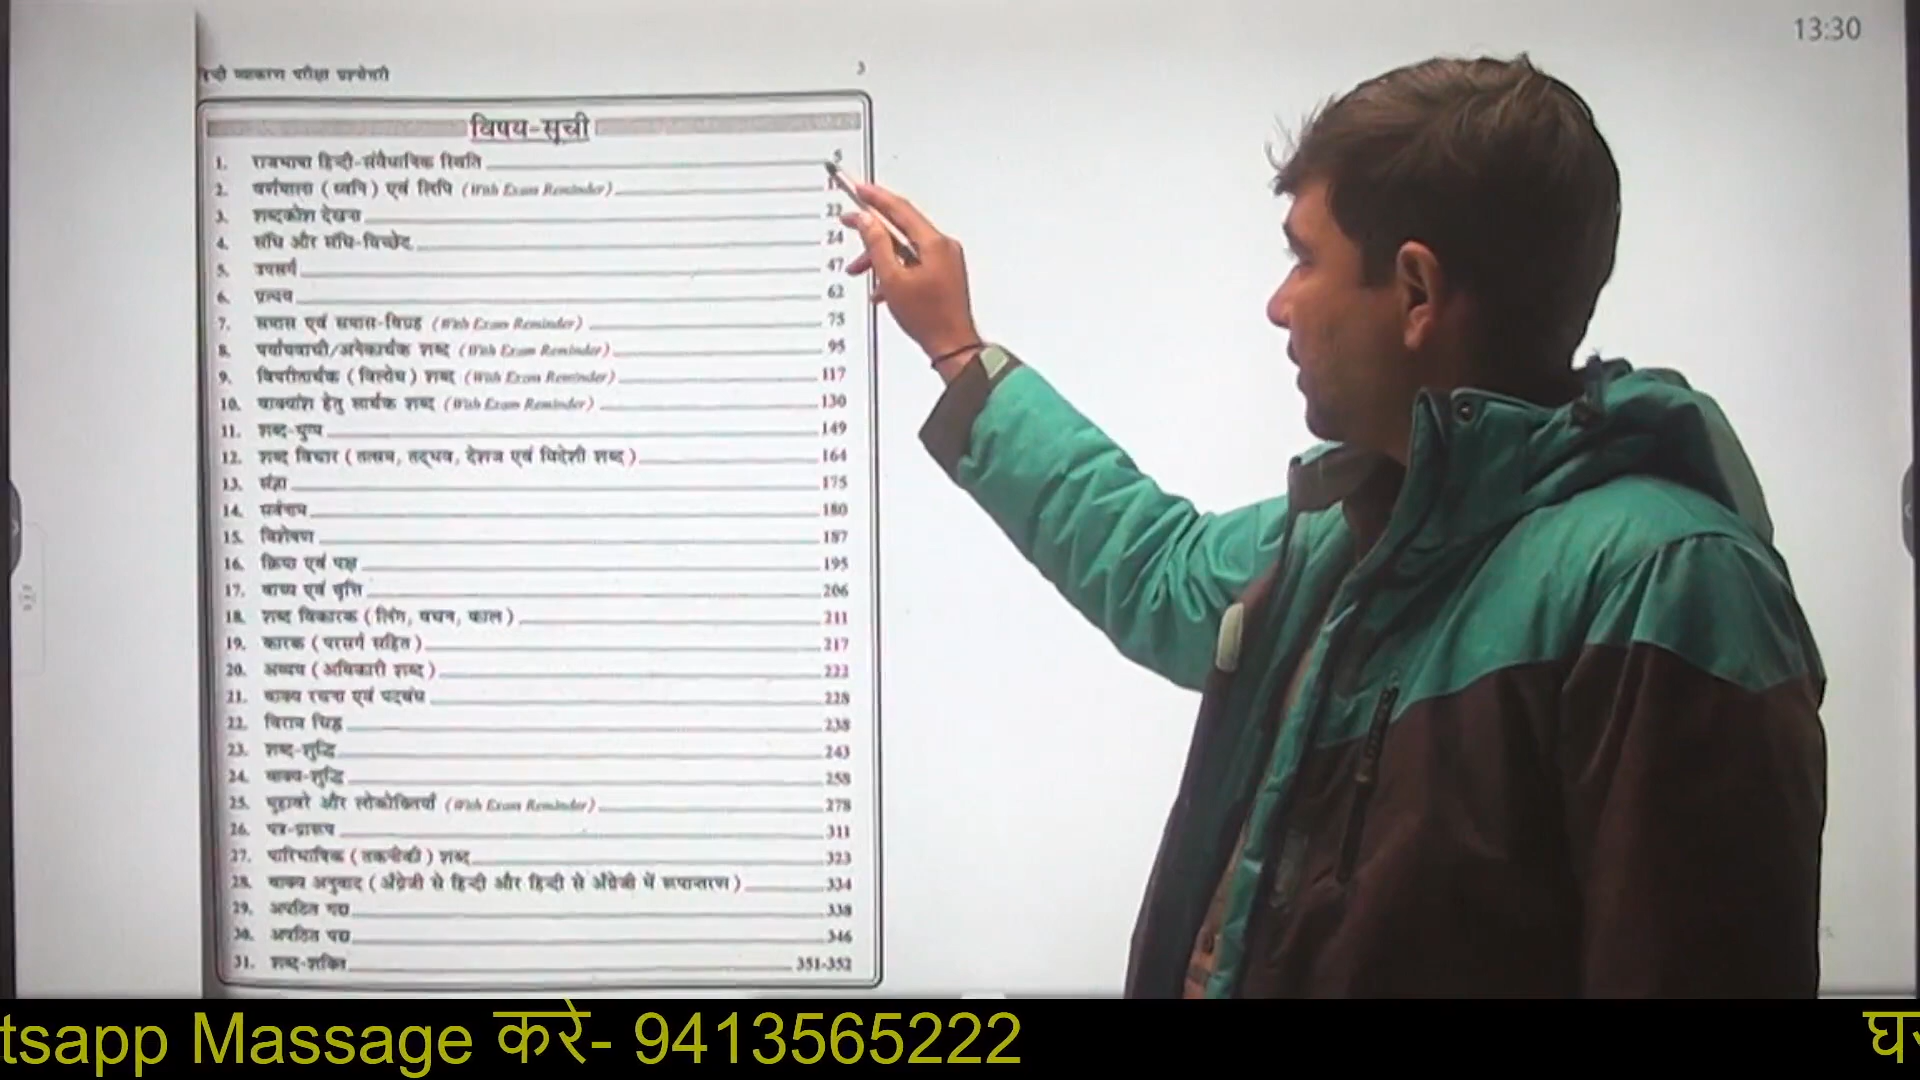 13:30
हिन्दी व्याकरण परीक्षा प्रश्नोत्तरी 3
विषय-सूची
1. राजभाषा हिन्दी-संवैधानिक स्थिति 5
2. वर्णमाला (ध्वनि) एवं लिपि (With Exam Reminder)
3. शब्दकोश देखना 22
4. संधि और संधि-विच्छेद 24
5. उपसर्ग 47
6. प्रत्यय 62
7. समास एवं समास-विग्रह (With Exam Reminder) 75
8. पर्यायवाची/अनेकार्थक शब्द (With Exam Reminder) 95
9. विपरीतार्थक (विलोम) शब्द (With Exam Reminder) 117
10. वाक्यांश हेतु सार्थक शब्द (With Exam Reminder) 130
11. शब्द-युग्म 149
12. शब्द विचार (तत्सम, तद्भव, देशज एवं विदेशी शब्द) 164
13. संज्ञा 175
14. सर्वनाम 180
15. विशेषण 187
16. क्रिया एवं पक्ष 195
17. वाच्य एवं वृत्ति 206
18. शब्द विकारक (लिंग, वचन, काल) 211
19. कारक (परसर्ग सहित) 217
20. अव्यय (अविकारी शब्द) 223
21. वाक्य रचना एवं पदबंध 228
22. विराम चिह्न 238
23. शब्द-शुद्धि 243
24. वाक्य-शुद्धि 258
25. मुहावरे और लोकोक्तियाँ (With Exam Reminder) 278
26. पत्र-प्रारूप 311
27. पारिभाषिक (तकनीकी) शब्द 323
28. वाक्य अनुवाद (अँग्रेजी से हिन्दी और हिन्दी से अँग्रेजी में रूपान्तरण) 334
29. अपठित गद्य 338
30. अपठित पद्य 346
31. शब्द-शक्ति 351-352
tsapp Massage करे- 9413565222